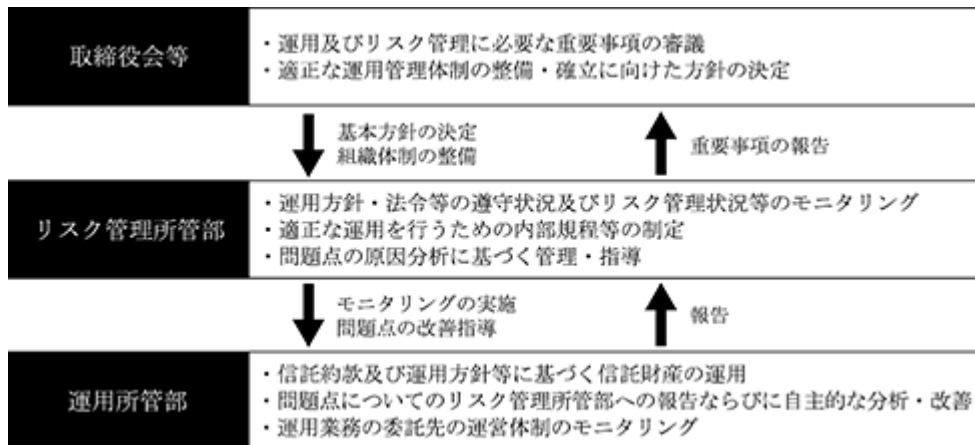 取締役会等
・運用及びリスク管理に必要な重要事項の審議
・適正な運用管理体制の整備・確立に向けた方針の決定
基本方針の決定
組織体制の整備
重要事項の報告
リスク管理所管部
・運用方針・法令等の遵守状況及びリスク管理状況等のモニタリング
・適正な運用を行うための内部規程等の制定
・問題点の原因分析に基づく管理・指導
モニタリングの実施
問題点の改善指導
報告
運用所管部
・信託約款及び運用方針等に基づく信託財産の運用
・問題点についてのリスク管理所管部への報告ならびに自主的な分析・改善
・運用業務の委託先の運営体制のモニタリング